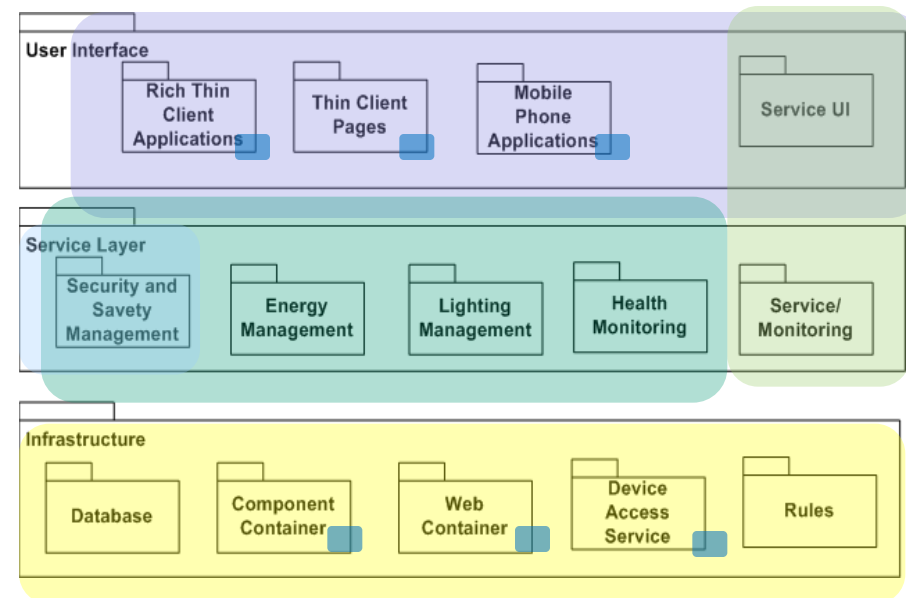 User Interface
Rich Thin
Client
Applications
Thin Client
Pages
Mobile
Phone
Applications
Service UI
Service Layer
Security and
Savety
Management
Energy
Management
Lighting
Management
Health
Monitoring
Service/
Monitoring
Infrastructure
Database
Component
Container
Web
Container
Device
Access
Service
Rules